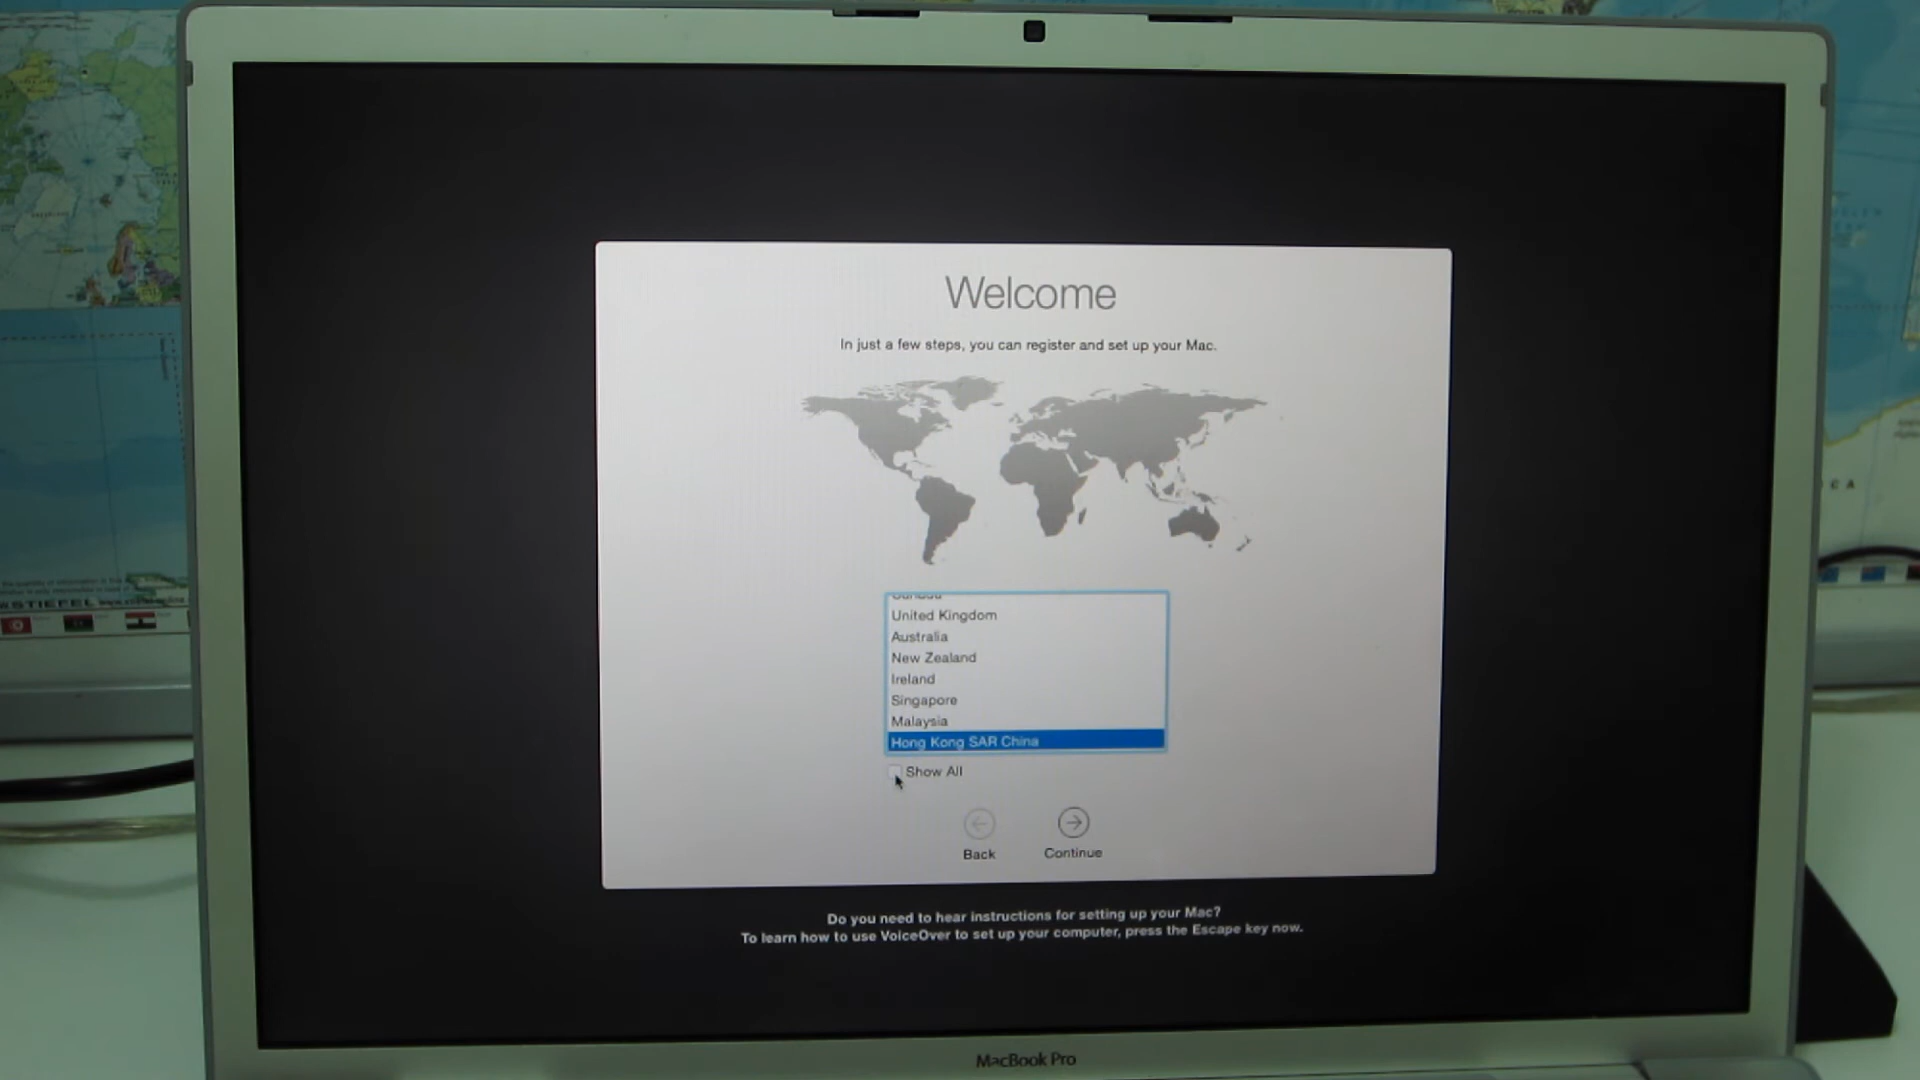 Welcome
In just a few steps, you can register and set up your Mac.
Canada
United Kingdom
Australia
New Zealand
Ireland
Singapore
Malaysia
Hong Kong SAR China
Show All
Back
Continue
Do you need to hear instructions for setting up your Mac?
To learn how to use VoiceOver to set up your computer, press the Escape key now.
MacBook Pro
STIEFEL